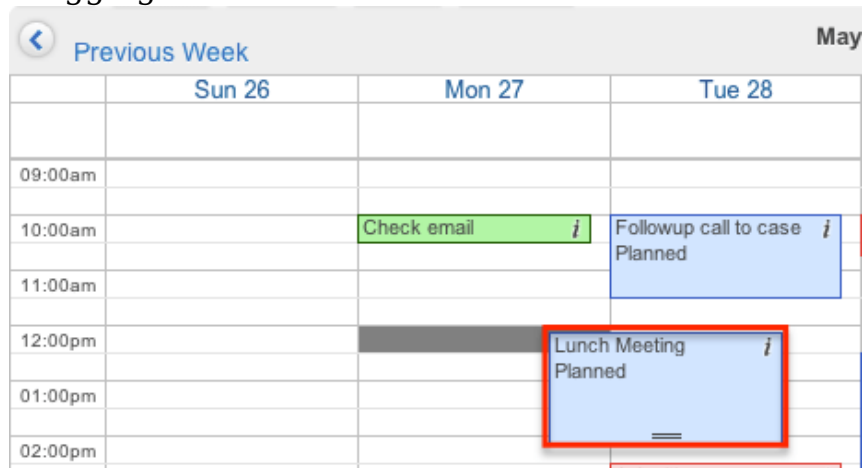 May
Previous Week
Sun 26
Mon 27
Tue 28
09:00am
10:00am
Check email i
Followup call to case i
Planned
11:00am
12:00pm
Lunch Meeting i
Planned
01:00pm
02:00pm